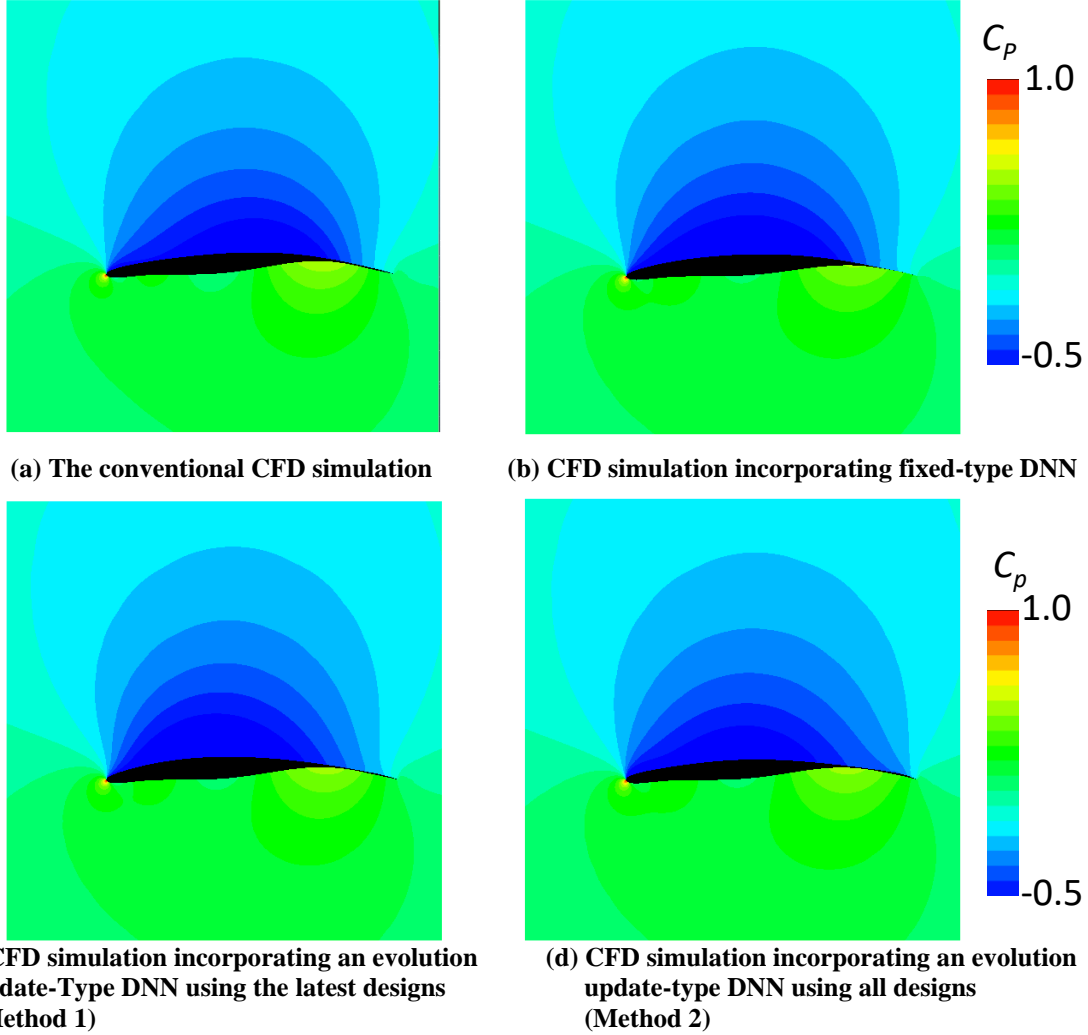 C_P
1.0
-0.5
(a) The conventional CFD simulation
(b) CFD simulation incorporating fixed-type DNN
C_p
1.0
-0.5
CFD simulation incorporating an evolution
date-Type DNN using the latest designs
ethod 1)
(d) CFD simulation incorporating an evolution
update-type DNN using all designs
(Method 2)